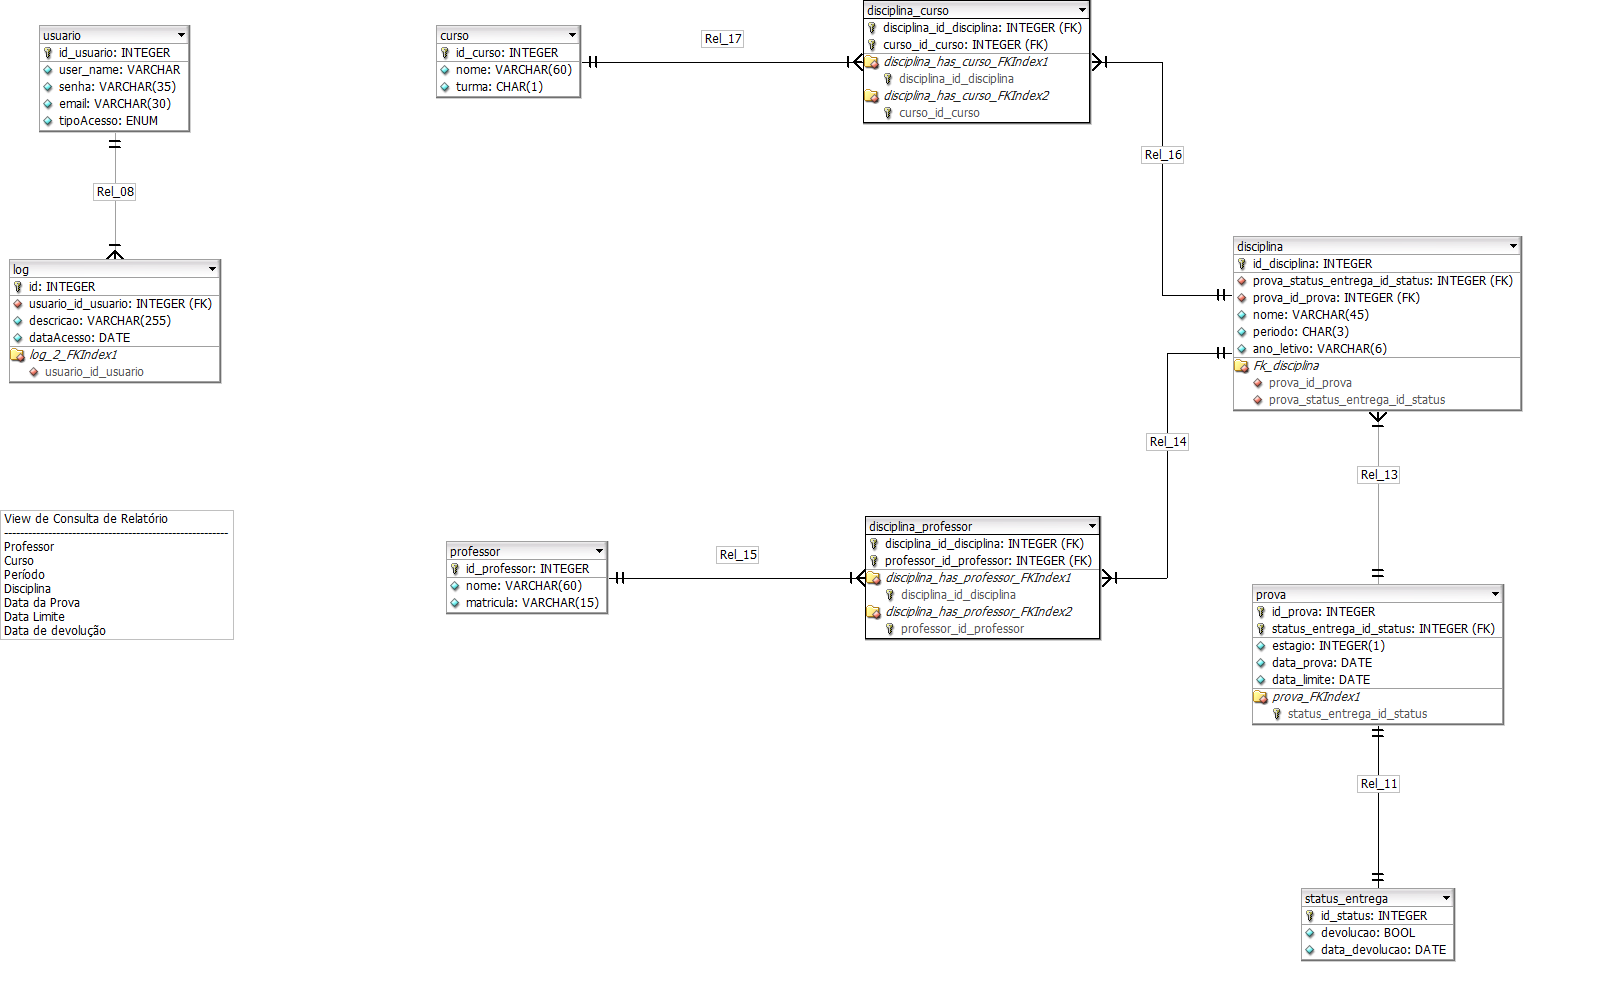 usuario
id_usuario: INTEGER
user_name: VARCHAR
senha: VARCHAR(35)
email: VARCHAR(30)
tipoAcesso: ENUM
Rel_08
log
id: INTEGER
usuario_id_usuario: INTEGER (FK)
descricao: VARCHAR(255)
dataAcesso: DATE
log_2_FKIndex1
usuario_id_usuario
View de Consulta de Relatório
--------------------------------------------------------
Professor
Curso
Período
Disciplina
Data da Prova
Data Limite
Data de devolução
curso
id_curso: INTEGER
nome: VARCHAR(60)
turma: CHAR(1)
Rel_17
disciplina_curso
disciplina_id_disciplina: INTEGER (FK)
curso_id_curso: INTEGER (FK)
disciplina_has_curso_FKIndex1
disciplina_id_disciplina
disciplina_has_curso_FKIndex2
curso_id_curso
Rel_16
disciplina
id_disciplina: INTEGER
prova_status_entrega_id_status: INTEGER (FK)
prova_id_prova: INTEGER (FK)
nome: VARCHAR(45)
periodo: CHAR(3)
ano_letivo: VARCHAR(6)
Fk_disciplina
prova_id_prova
prova_status_entrega_id_status
Rel_14
Rel_13
professor
id_professor: INTEGER
nome: VARCHAR(60)
matricula: VARCHAR(15)
Rel_15
disciplina_professor
disciplina_id_disciplina: INTEGER (FK)
professor_id_professor: INTEGER (FK)
disciplina_has_professor_FKIndex1
disciplina_id_disciplina
disciplina_has_professor_FKIndex2
professor_id_professor
prova
id_prova: INTEGER
status_entrega_id_status: INTEGER (FK)
estagio: INTEGER(1)
data_prova: DATE
data_limite: DATE
prova_FKIndex1
status_entrega_id_status
Rel_11
status_entrega
id_status: INTEGER
devolucao: BOOL
data_devolucao: DATE